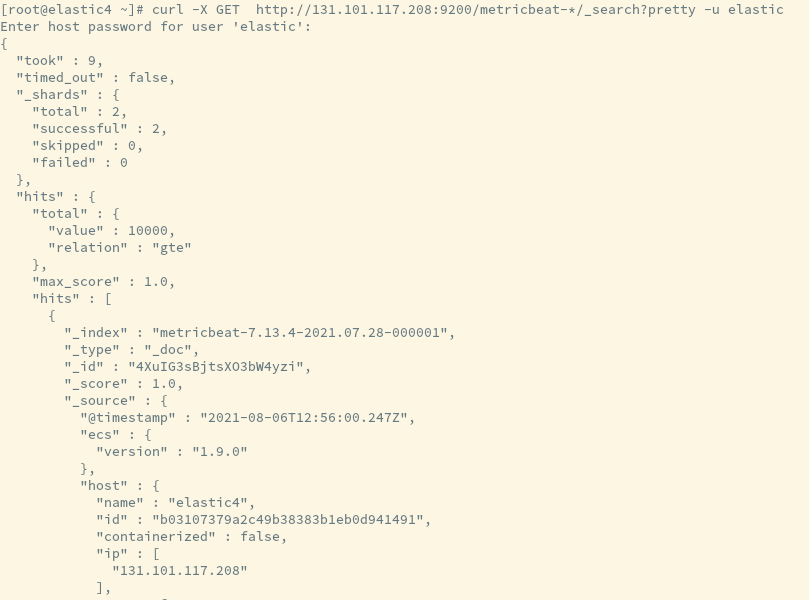 [root@elastic4 ~]# curl -X GET  http://131.101.117.208:9200/metricbeat-*/_search?pretty -u elastic
Enter host password for user 'elastic':
{
  "took" : 9,
  "timed_out" : false,
  "_shards" : {
    "total" : 2,
    "successful" : 2,
    "skipped" : 0,
    "failed" : 0
  },
  "hits" : {
    "total" : {
      "value" : 10000,
      "relation" : "gte"
    },
    "max_score" : 1.0,
    "hits" : [
      {
        "_index" : "metricbeat-7.13.4-2021.07.28-000001",
        "_type" : "_doc",
        "_id" : "4XuIG3sBjtsXO3bW4yzi",
        "_score" : 1.0,
        "_source" : {
          "@timestamp" : "2021-08-06T12:56:00.247Z",
          "ecs" : {
            "version" : "1.9.0"
          },
          "host" : {
            "name" : "elastic4",
            "id" : "b03107379a2c49b38383b1eb0d941491",
            "containerized" : false,
            "ip" : [
              "131.101.117.208"
            ],